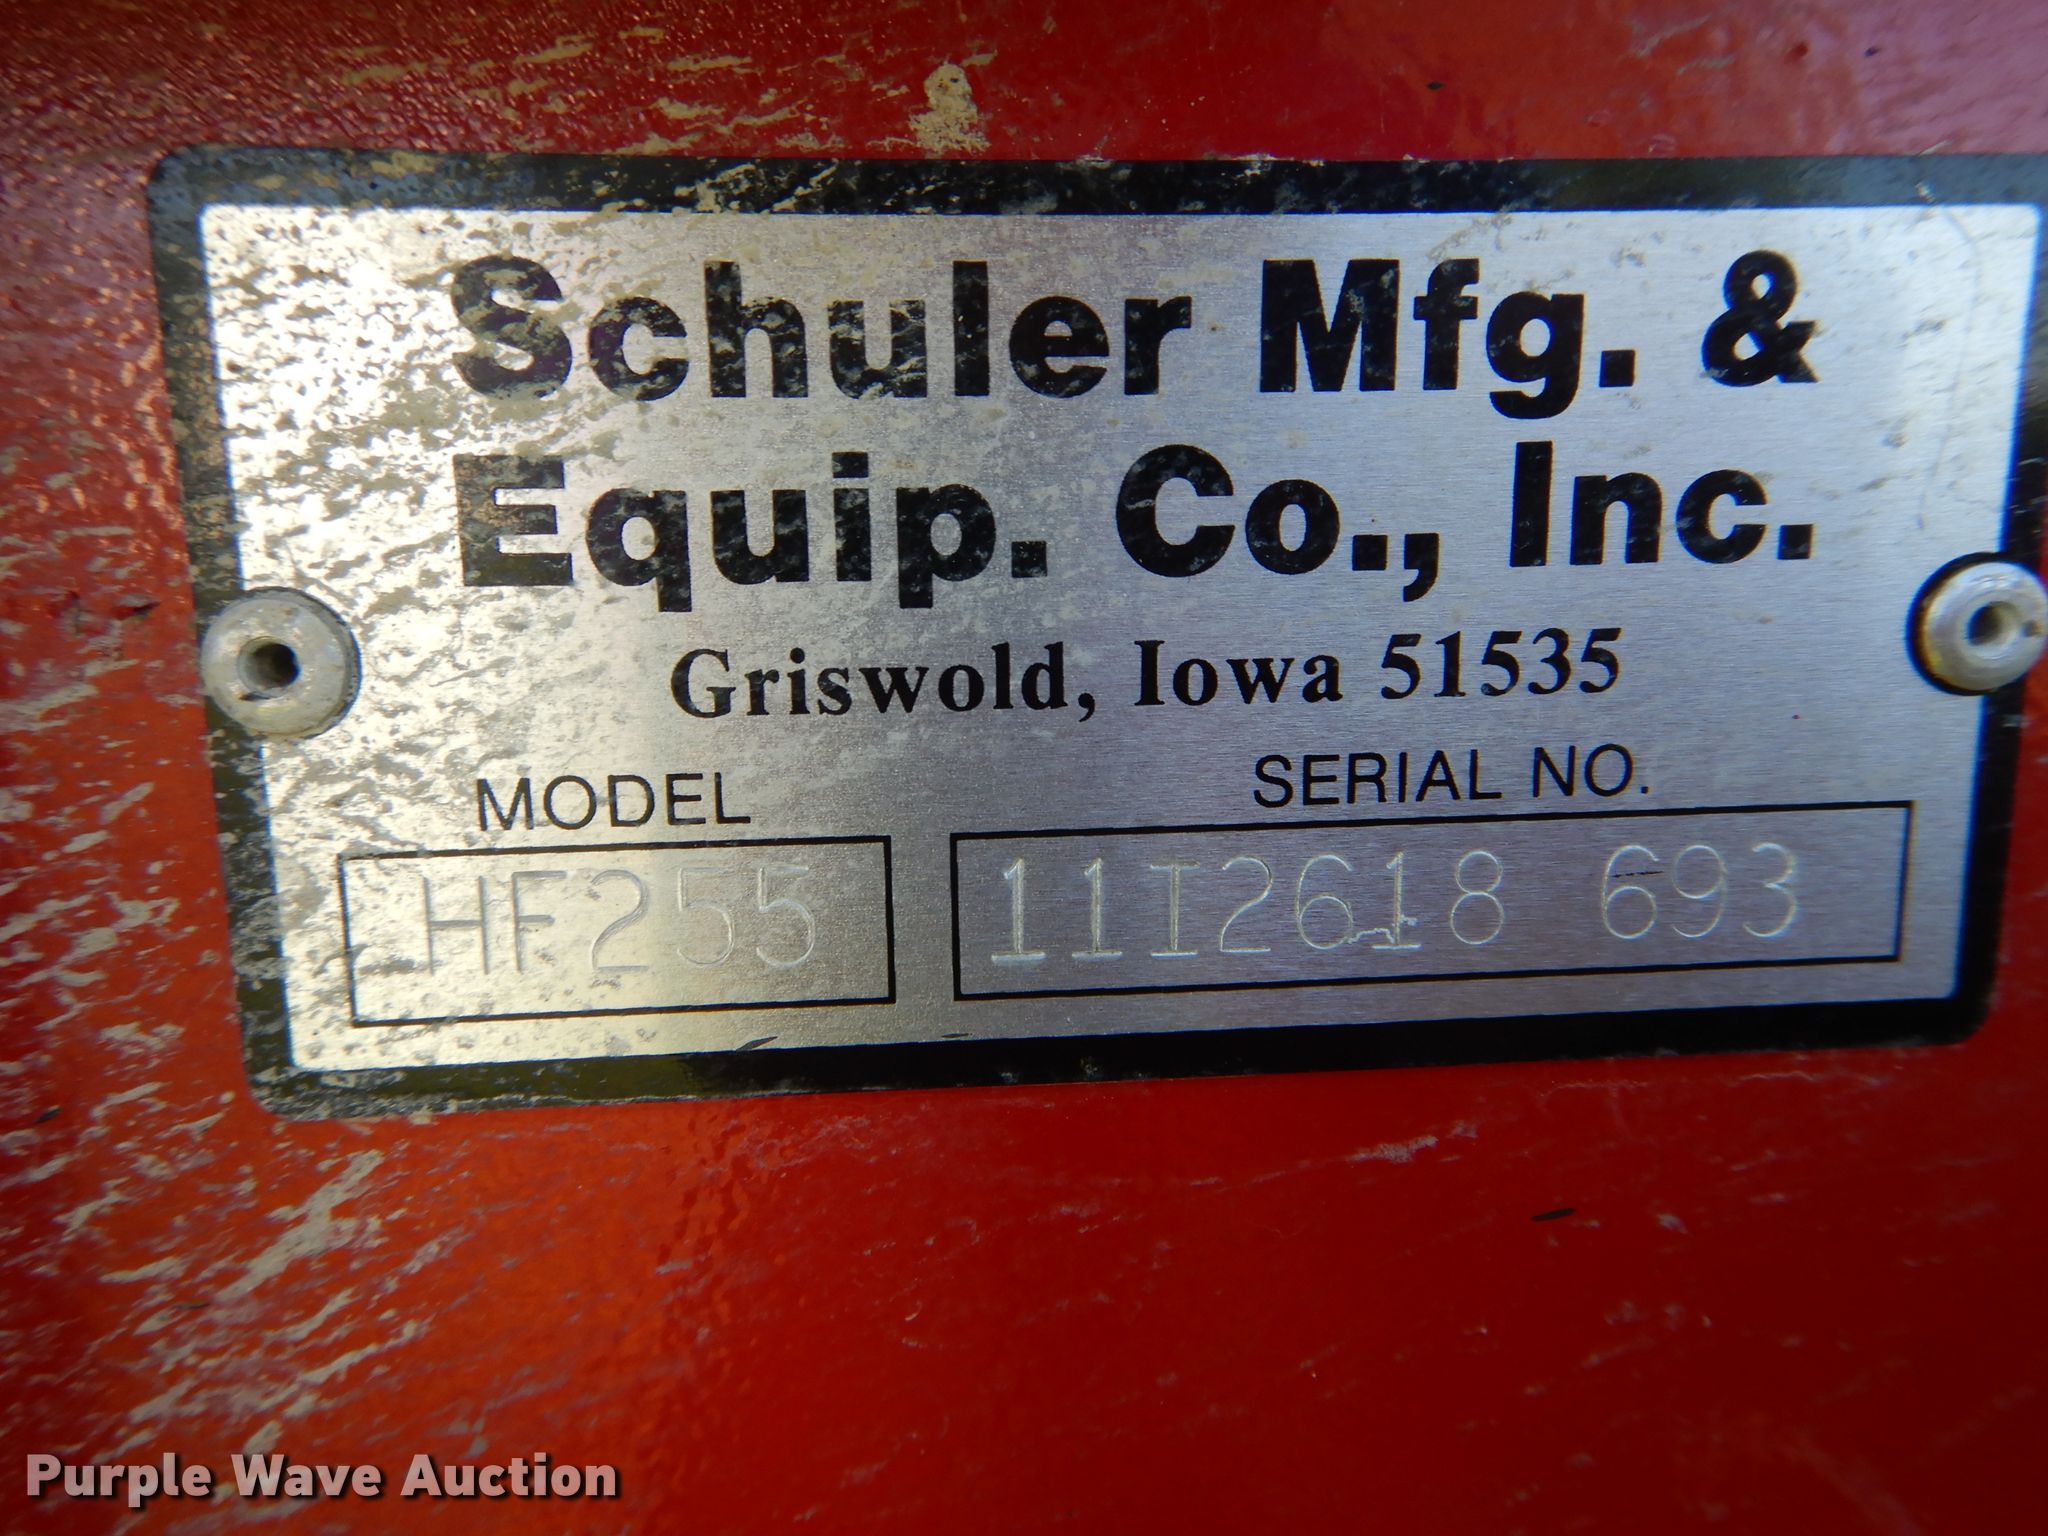 Schuler Mfg. &
Equip. Co., Inc.
Griswold, Iowa 51535
MODEL SERIAL NO.
HF255 11I2618 693
Purple Wave Auction